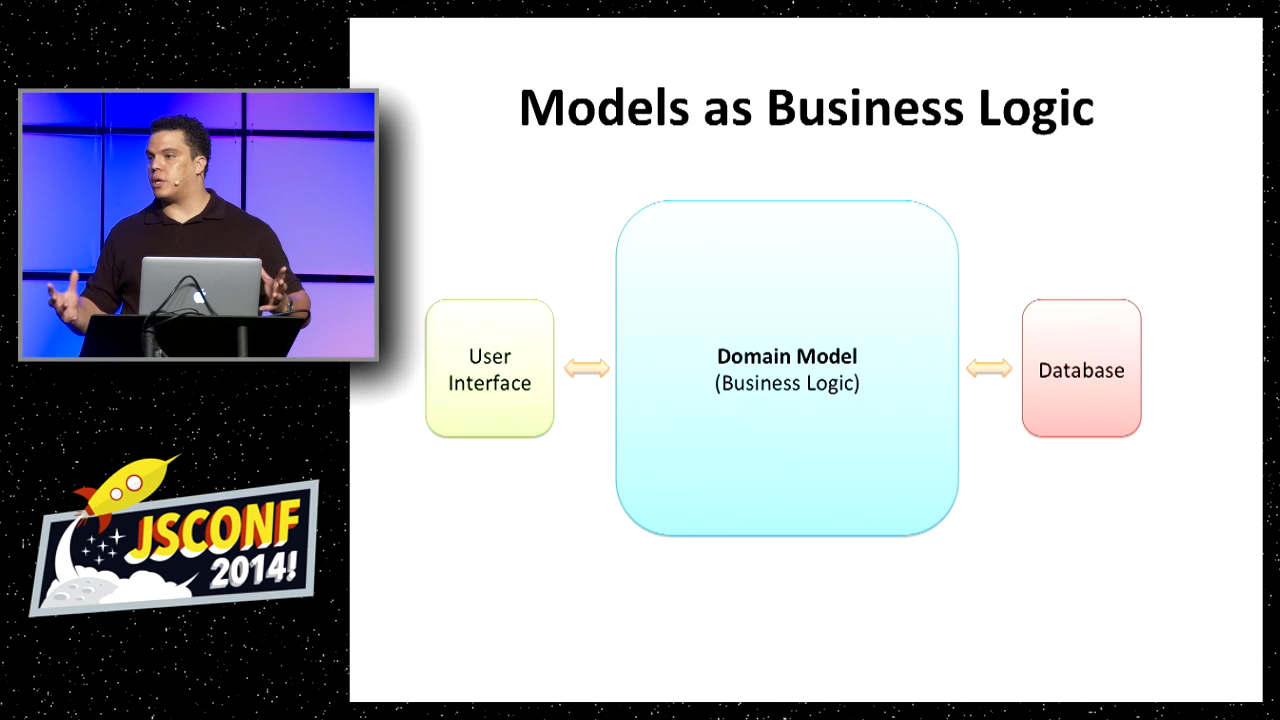 Models as Business Logic
User
Interface
Domain Model
(Business Logic)
Database
JSCONF
2014!